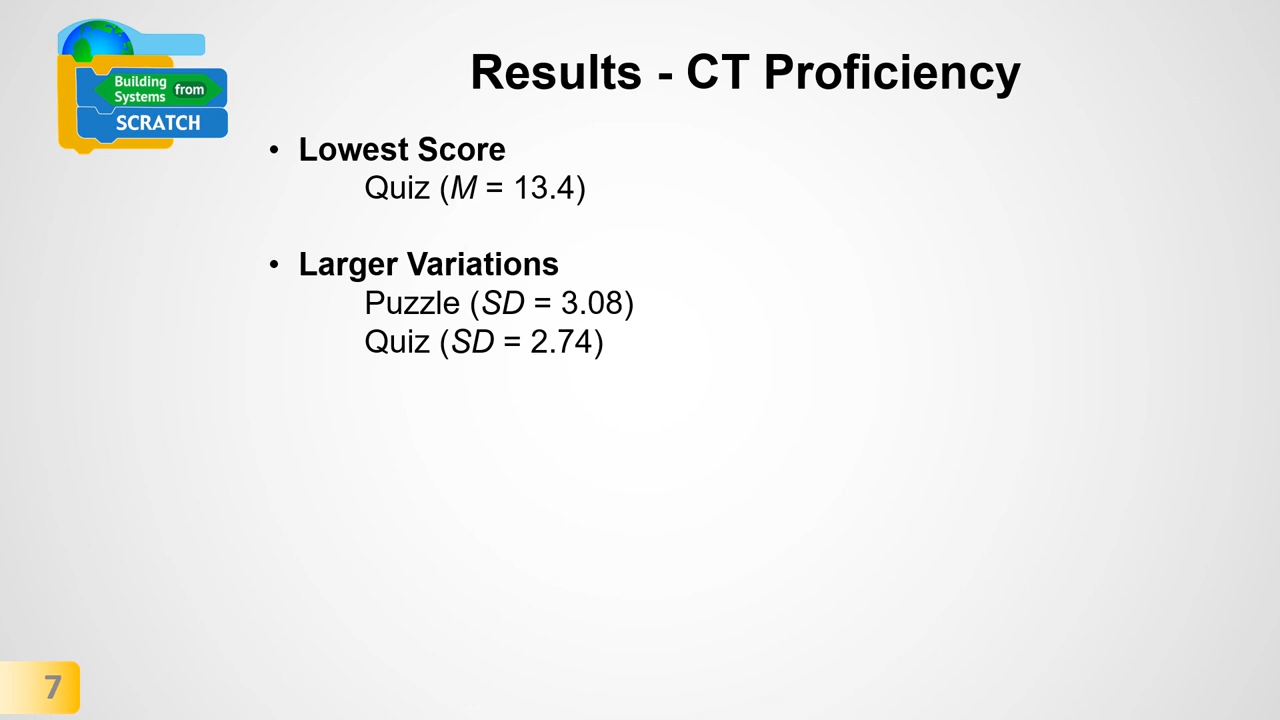 Building
Systems from
SCRATCH
Results - CT Proficiency
• Lowest Score
Quiz (M = 13.4)
• Larger Variations
Puzzle (SD = 3.08)
Quiz (SD = 2.74)
7